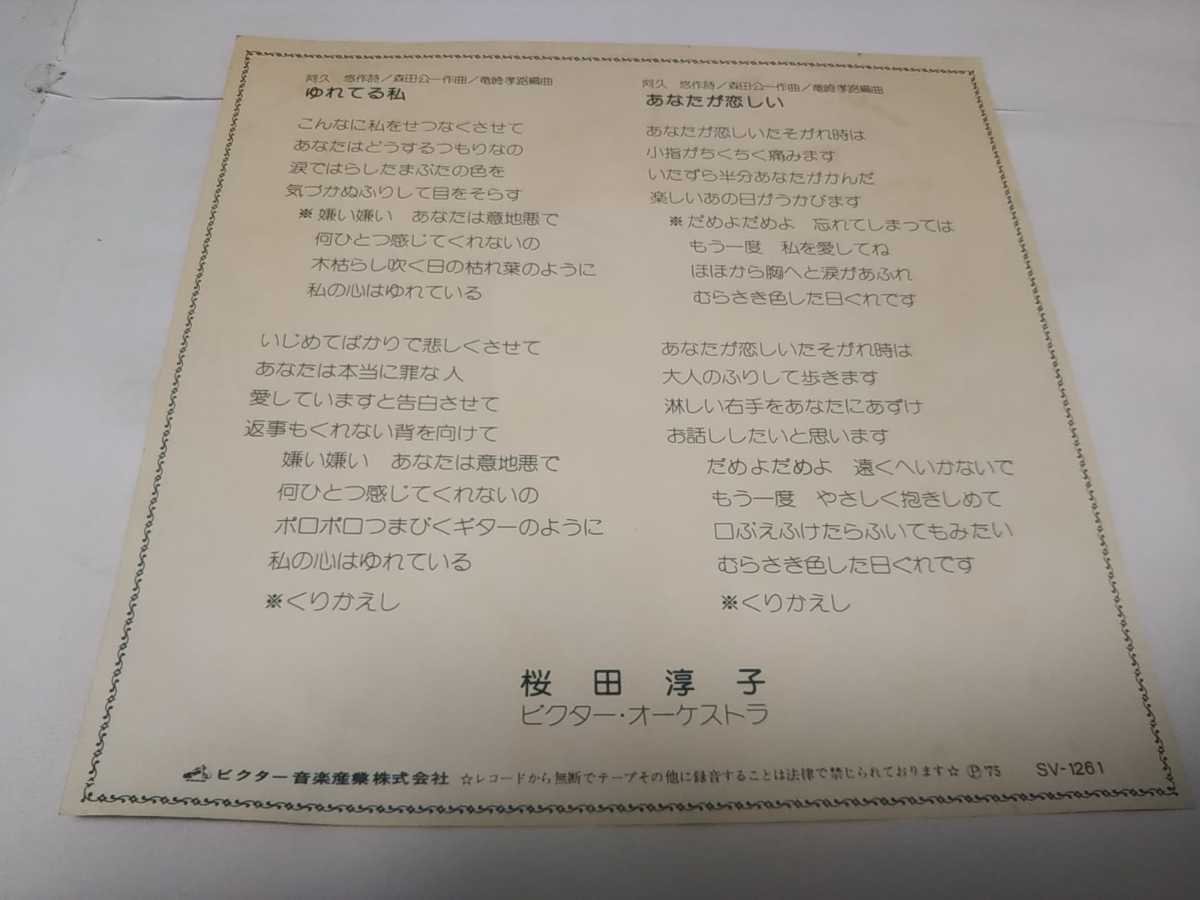 阿久 悠作詩/森田公一作曲/竜崎孝路編曲
ゆれてる私
こんなに私をせつなくさせて
あなたはどうするつもりなの
涙ではらしたまぶたの色を
気づかぬふりして目をそらす
※嫌い嫌い あなたは意地悪で
何ひとつ感じてくれないの
木枯らし吹く日の枯れ葉のように
私の心はゆれている
いじめてばかりで悲しくさせて
あなたは本当に罪な人
愛していますと告白させて
返事もくれない背を向けて
嫌い嫌い あなたは意地悪で
何ひとつ感じてくれないの
ポロポロつまびくギターのように
私の心はゆれている
※くりかえし
阿久 悠作詩/森田公一作曲/竜崎孝路編曲
あなたが恋しい
あなたが恋しいたそがれ時は
小指がちくちく痛みます
いたずら半分あなたがかんだ
楽しいあの日がうかびます
※だめよだめよ 忘れてしまっては
もう一度 私を愛してね
ほほから胸へと涙があふれ
むらさき色した日ぐれです
あなたが恋しいたそがれ時は
大人のふりして歩きます
淋しい右手をあなたにあずけ
お話ししたいと思います
だめよだめよ 遠くへいかないで
もう一度 やさしく抱きしめて
口ぶえふけたらふいてもみたい
むらさき色した日ぐれです
※くりかえし
桜田淳子
ビクター・オーケストラ
ビクター音楽産業株式会社 ☆レコードから無断でテープその他に録音することは法律で禁じられております☆ Ⓟ'75 SV-1261